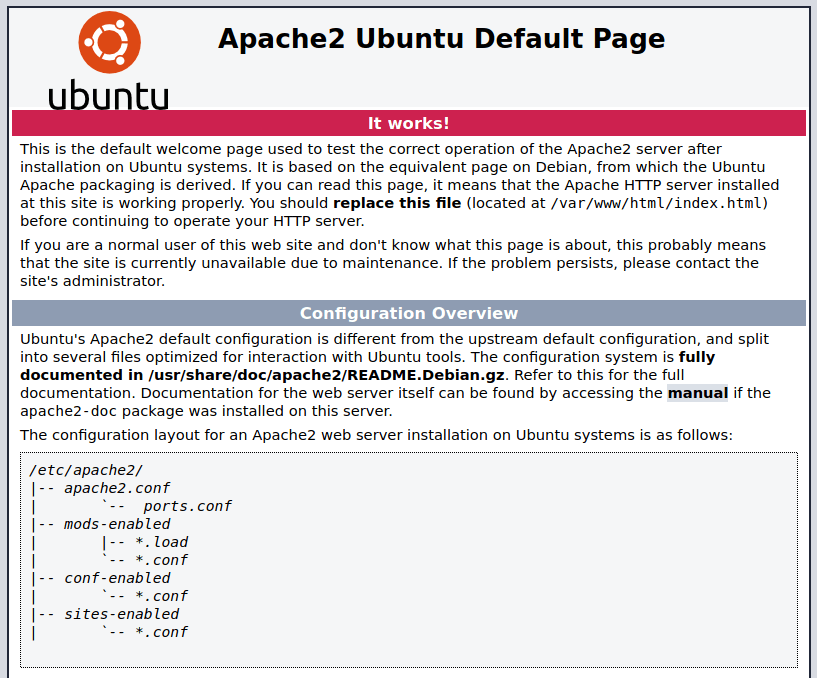 ubuntu
Apache2 Ubuntu Default Page
It works!
This is the default welcome page used to test the correct operation of the Apache2 server after
installation on Ubuntu systems. It is based on the equivalent page on Debian, from which the Ubuntu
Apache packaging is derived. If you can read this page, it means that the Apache HTTP server installed
at this site is working properly. You should replace this file (located at /var/www/html/index.html)
before continuing to operate your HTTP server.
If you are a normal user of this web site and don't know what this page is about, this probably means
that the site is currently unavailable due to maintenance. If the problem persists, please contact the
site's administrator.
Configuration Overview
Ubuntu's Apache2 default configuration is different from the upstream default configuration, and split
into several files optimized for interaction with Ubuntu tools. The configuration system is fully
documented in /usr/share/doc/apache2/README.Debian.gz. Refer to this for the full
documentation. Documentation for the web server itself can be found by accessing the manual if the
apache2-doc package was installed on this server.
The configuration layout for an Apache2 web server installation on Ubuntu systems is as follows:
/etc/apache2/
|-- apache2.conf
|       `--  ports.conf
|-- mods-enabled
|       |-- *.load
|       `-- *.conf
|-- conf-enabled
|       `-- *.conf
|-- sites-enabled
|       `-- *.conf